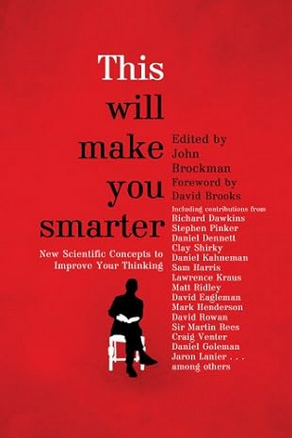 This
will
make
you
smarter
New Scientific Concepts to
Improve Your Thinking
Edited by
John
Brockman
Foreword by
David Brooks
Including contributions from
Richard Dawkins
Stephen Pinker
Daniel Dennett
Clay Shirky
Daniel Kahneman
Sam Harris
Lawrence Kraus
Matt Ridley
David Eagleman
Mark Henderson
David Rowan
Sir Martin Rees
Craig Venter
Daniel Goleman
Jaron Lanier . . .
among others